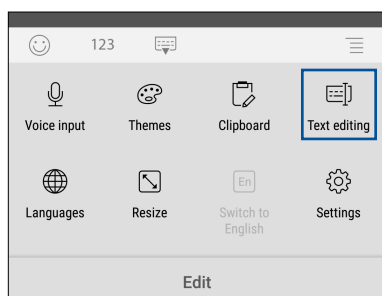 123
Voice input
Themes
Clipboard
Text editing
Languages
Resize
En
Switch to
English
Settings
Edit